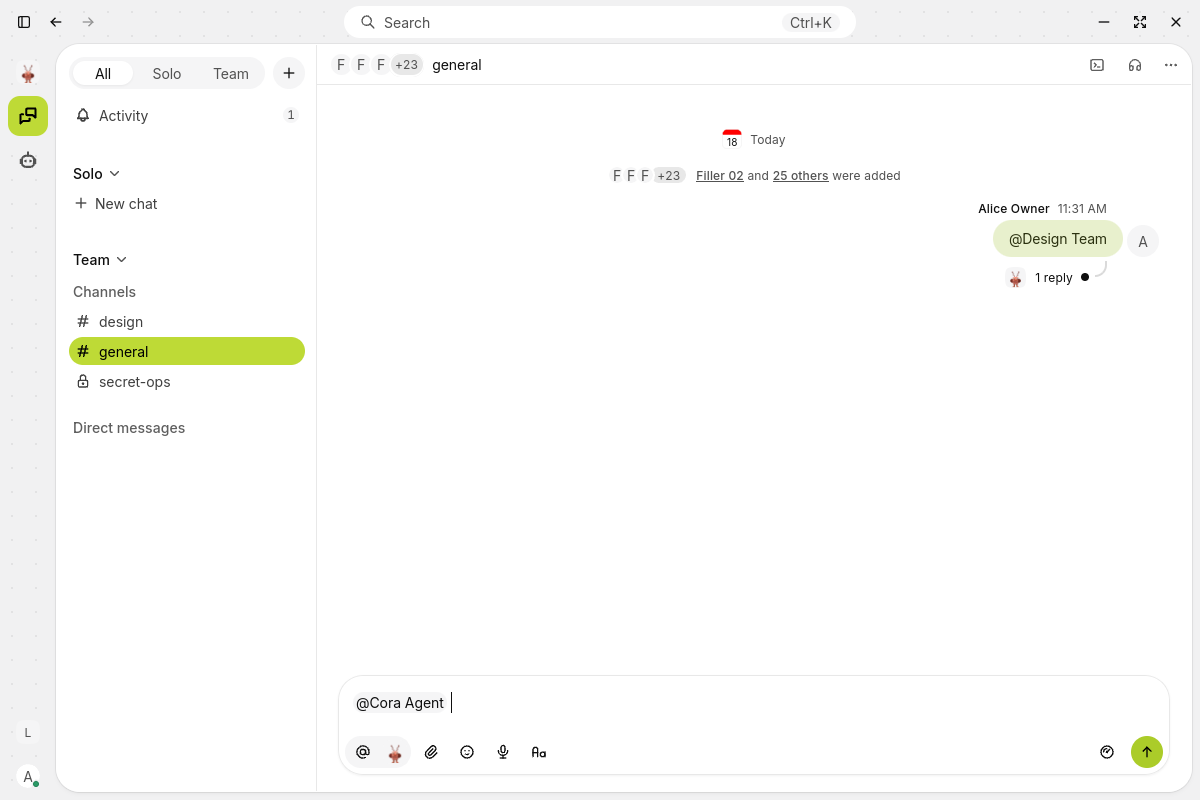 Search Ctrl+K
All Solo Team
Activity 1
Solo
New chat
Team
Channels
# design
# general
secret-ops
Direct messages
L
A
F F F +23 general
18 Today
F F F +23 Filler 02 and 25 others were added
Alice Owner 11:31 AM
@Design Team
A
1 reply
@Cora Agent
@ Aa